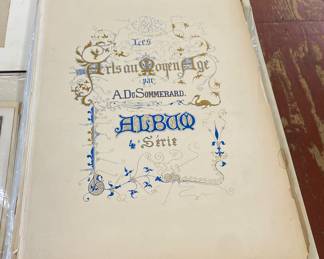 Les
Arts au Moyen Age
par
A. DU SOMMERARD.
ALBUM
4e Série